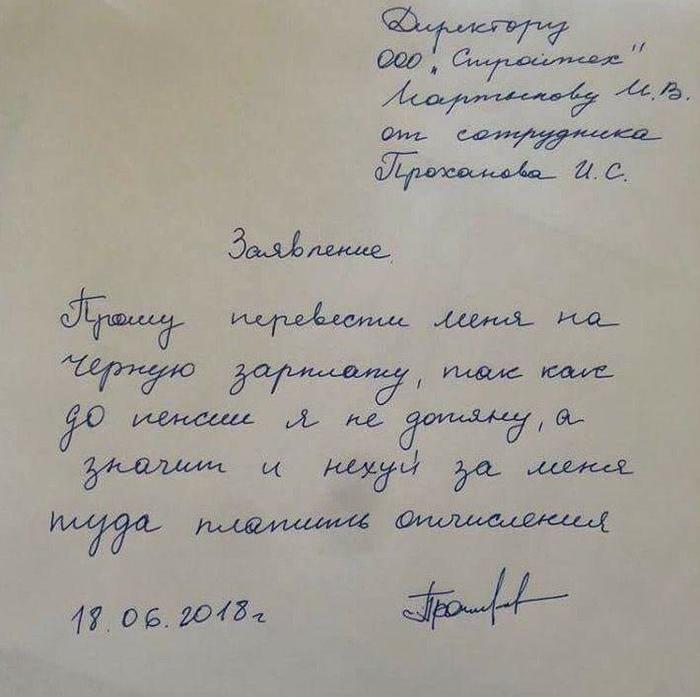 Директору
ООО "Стройтех"
Мартынову И.В.
от сотрудника
Проханова И.С.
Заявление.
Прошу перевести меня на
черную зарплату, так как
до пенсии я не дотяну, а
значит и нехуй за меня
туда платить отчисления
18.06.2018г